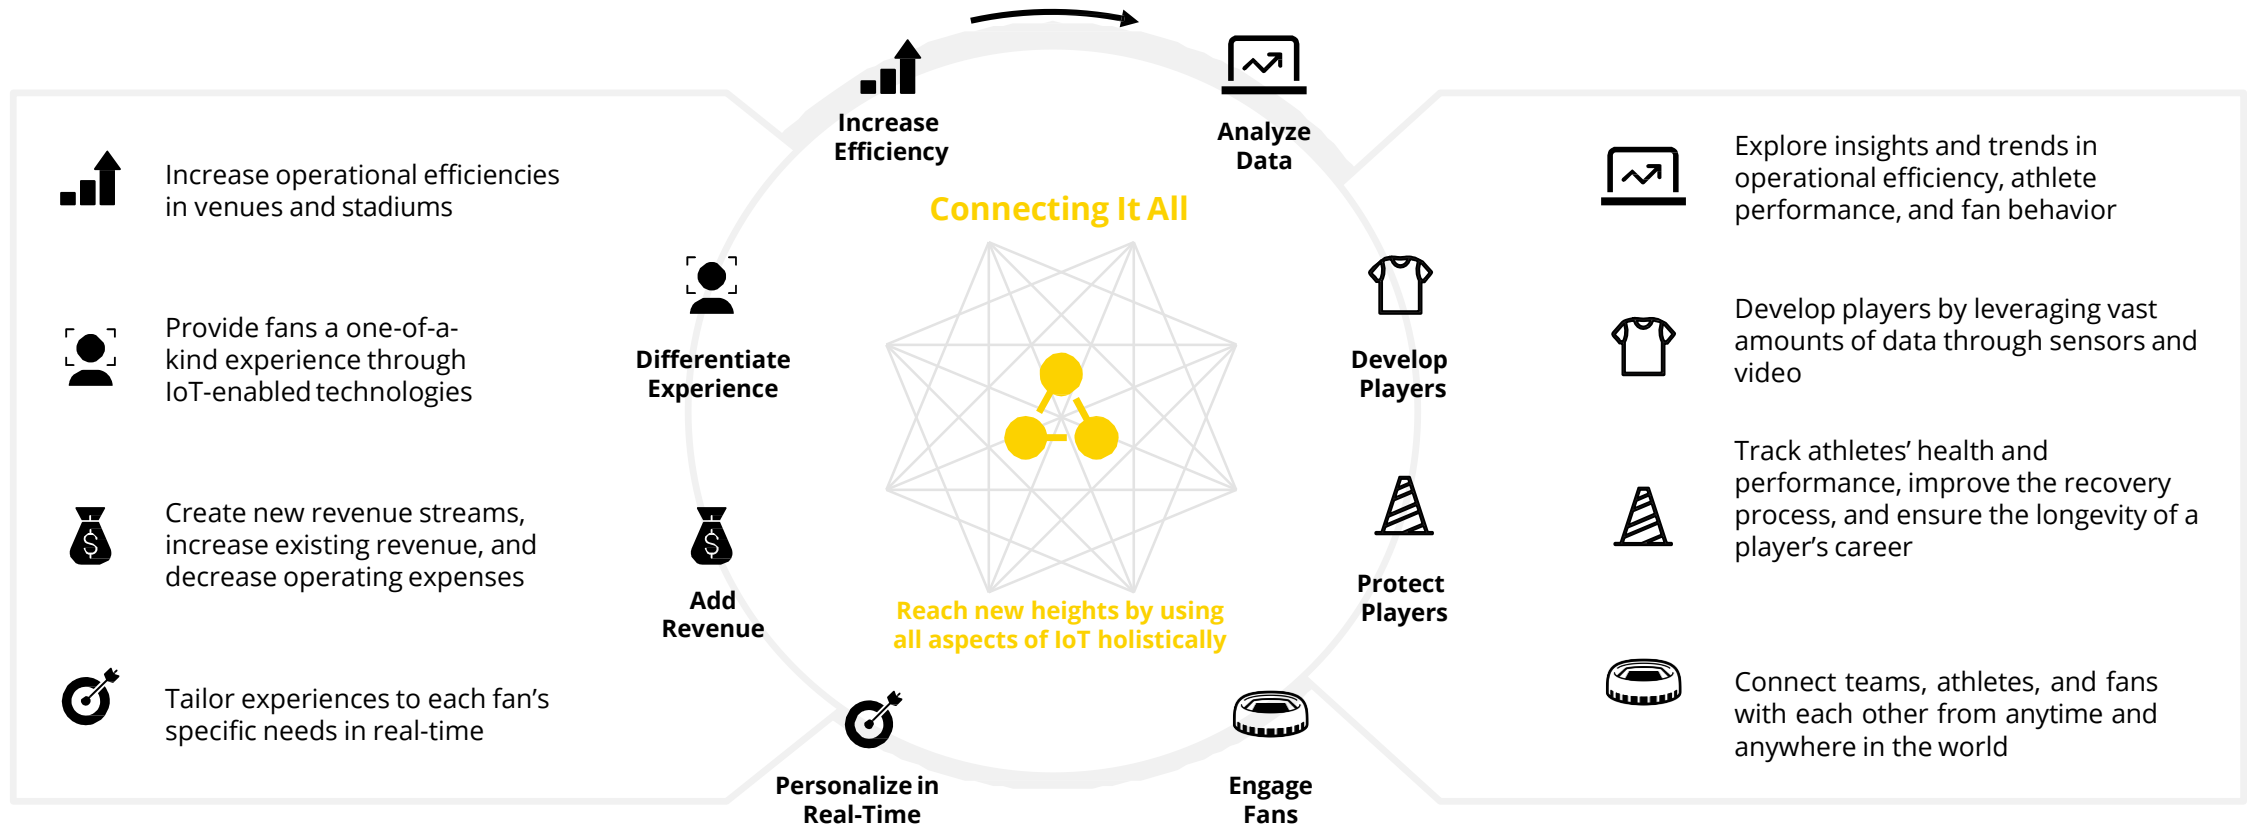 Increase operational efficiencies
in venues and stadiums
Provide fans a one-of-a-
kind experience through
IoT-enabled technologies
Create new revenue streams,
increase existing revenue, and
decrease operating expenses
Tailor experiences to each fan’s
specific needs in real-time
Increase
Efficiency
Analyze
Data
Connecting It All
Differentiate
Experience
Develop
Players
Add
Revenue
Protect
Players
Reach new heights by using
all aspects of IoT holistically
Personalize in
Real-Time
Engage
Fans
Explore insights and trends in
operational efficiency, athlete
performance, and fan behavior
Develop players by leveraging vast
amounts of data through sensors and
video
Track athletes’ health and
performance, improve the recovery
process, and ensure the longevity of a
player’s career
Connect teams, athletes, and fans
with each other from anytime and
anywhere in the world